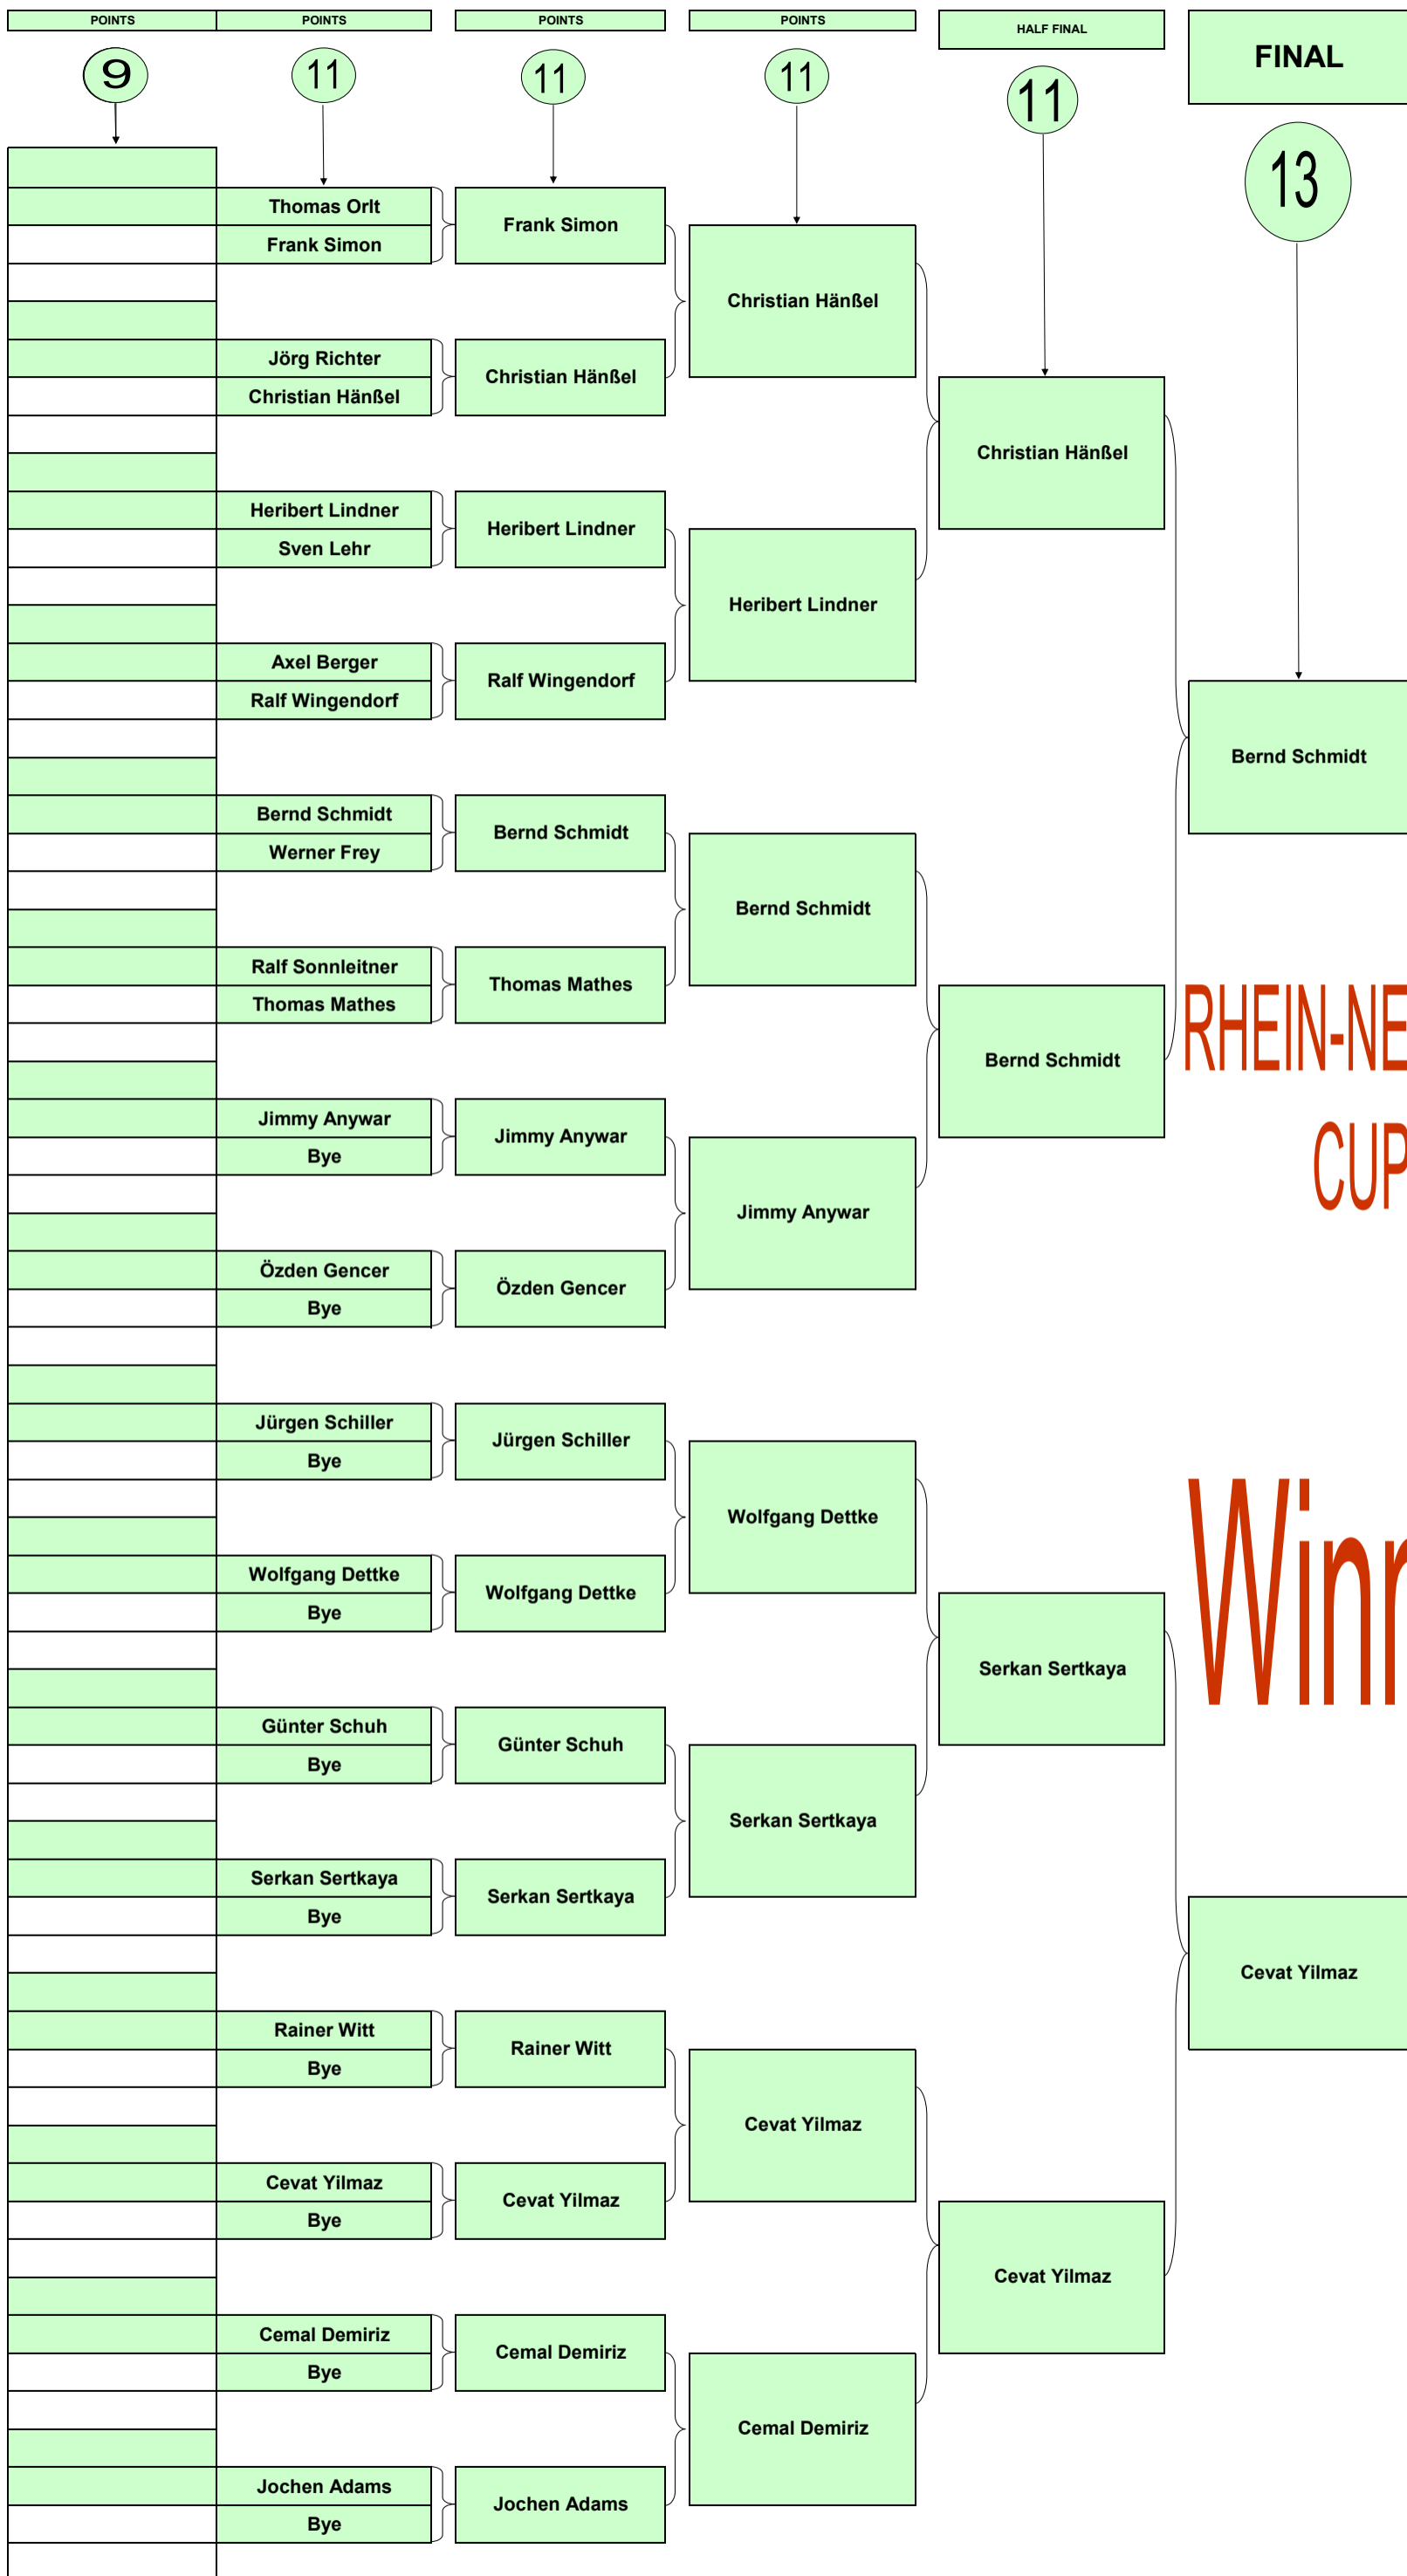 POINTS POINTS POINTS POINTS HALF FINAL FINAL
9 11 11 11 11 13
Thomas Orlt
Frank Simon
Jörg Richter
Christian Hänßel
Heribert Lindner
Sven Lehr
Axel Berger
Ralf Wingendorf
Bernd Schmidt
Werner Frey
Ralf Sonnleitner
Thomas Mathes
Jimmy Anywar
Bye
Özden Gencer
Bye
Jürgen Schiller
Bye
Wolfgang Dettke
Bye
Günter Schuh
Bye
Serkan Sertkaya
Bye
Rainer Witt
Bye
Cevat Yilmaz
Bye
Cemal Demiriz
Bye
Jochen Adams
Bye
Frank Simon
Christian Hänßel
Heribert Lindner
Ralf Wingendorf
Bernd Schmidt
Thomas Mathes
Jimmy Anywar
Özden Gencer
Jürgen Schiller
Wolfgang Dettke
Günter Schuh
Serkan Sertkaya
Rainer Witt
Cevat Yilmaz
Cemal Demiriz
Jochen Adams
Christian Hänßel
Heribert Lindner
Bernd Schmidt
Jimmy Anywar
Wolfgang Dettke
Serkan Sertkaya
Cevat Yilmaz
Cemal Demiriz
Christian Hänßel
Bernd Schmidt
Serkan Sertkaya
Cevat Yilmaz
Bernd Schmidt
RHEIN-NE
CUP
Winn
Cevat Yilmaz